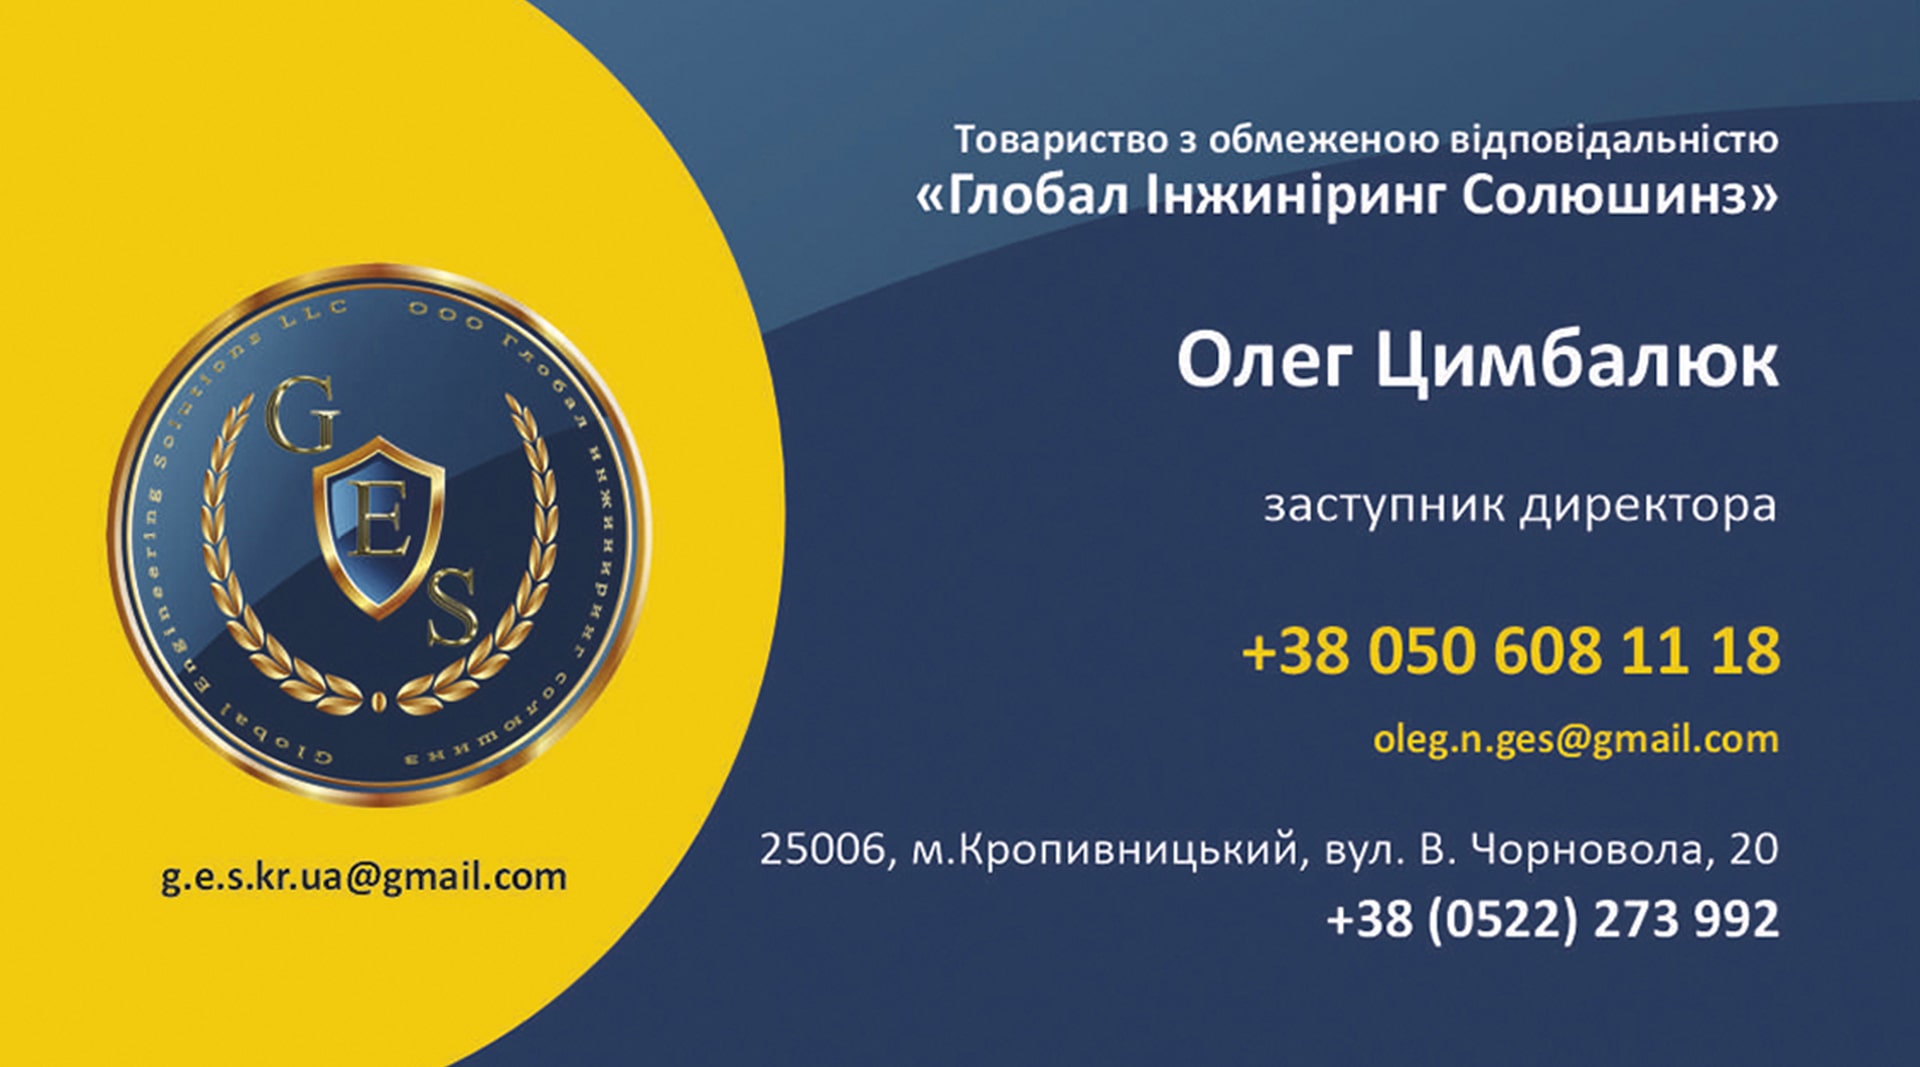 Товариство з обмеженою відповідальністю
«Глобал Інжиніринг Солюшинз»
Олег Цимбалюк
заступник директора
+38 050 608 11 18
oleg.n.ges@gmail.com
25006, м.Кропивницький, вул. В. Чорновола, 20
+38 (0522) 273 992
Global Engineering Solutions LLC
ООО Глобал инжиниринг солюшинз
G
E
S
g.e.s.kr.ua@gmail.com